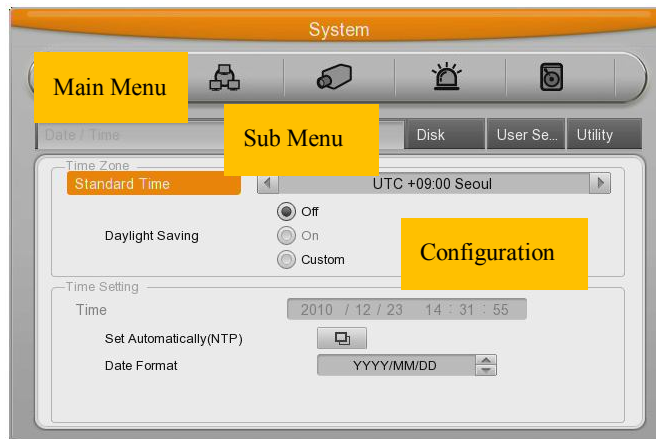 System
Main Menu
Sub Menu
Date / Time
Disk
User Se...
Utility
Time Zone
Standard Time
UTC +09:00 Seoul
Daylight Saving
Off
On
Custom
Configuration
Time Setting
Time
2010 / 12 / 23 14 : 31 : 55
Set Automatically(NTP)
Date Format
YYYY/MM/DD